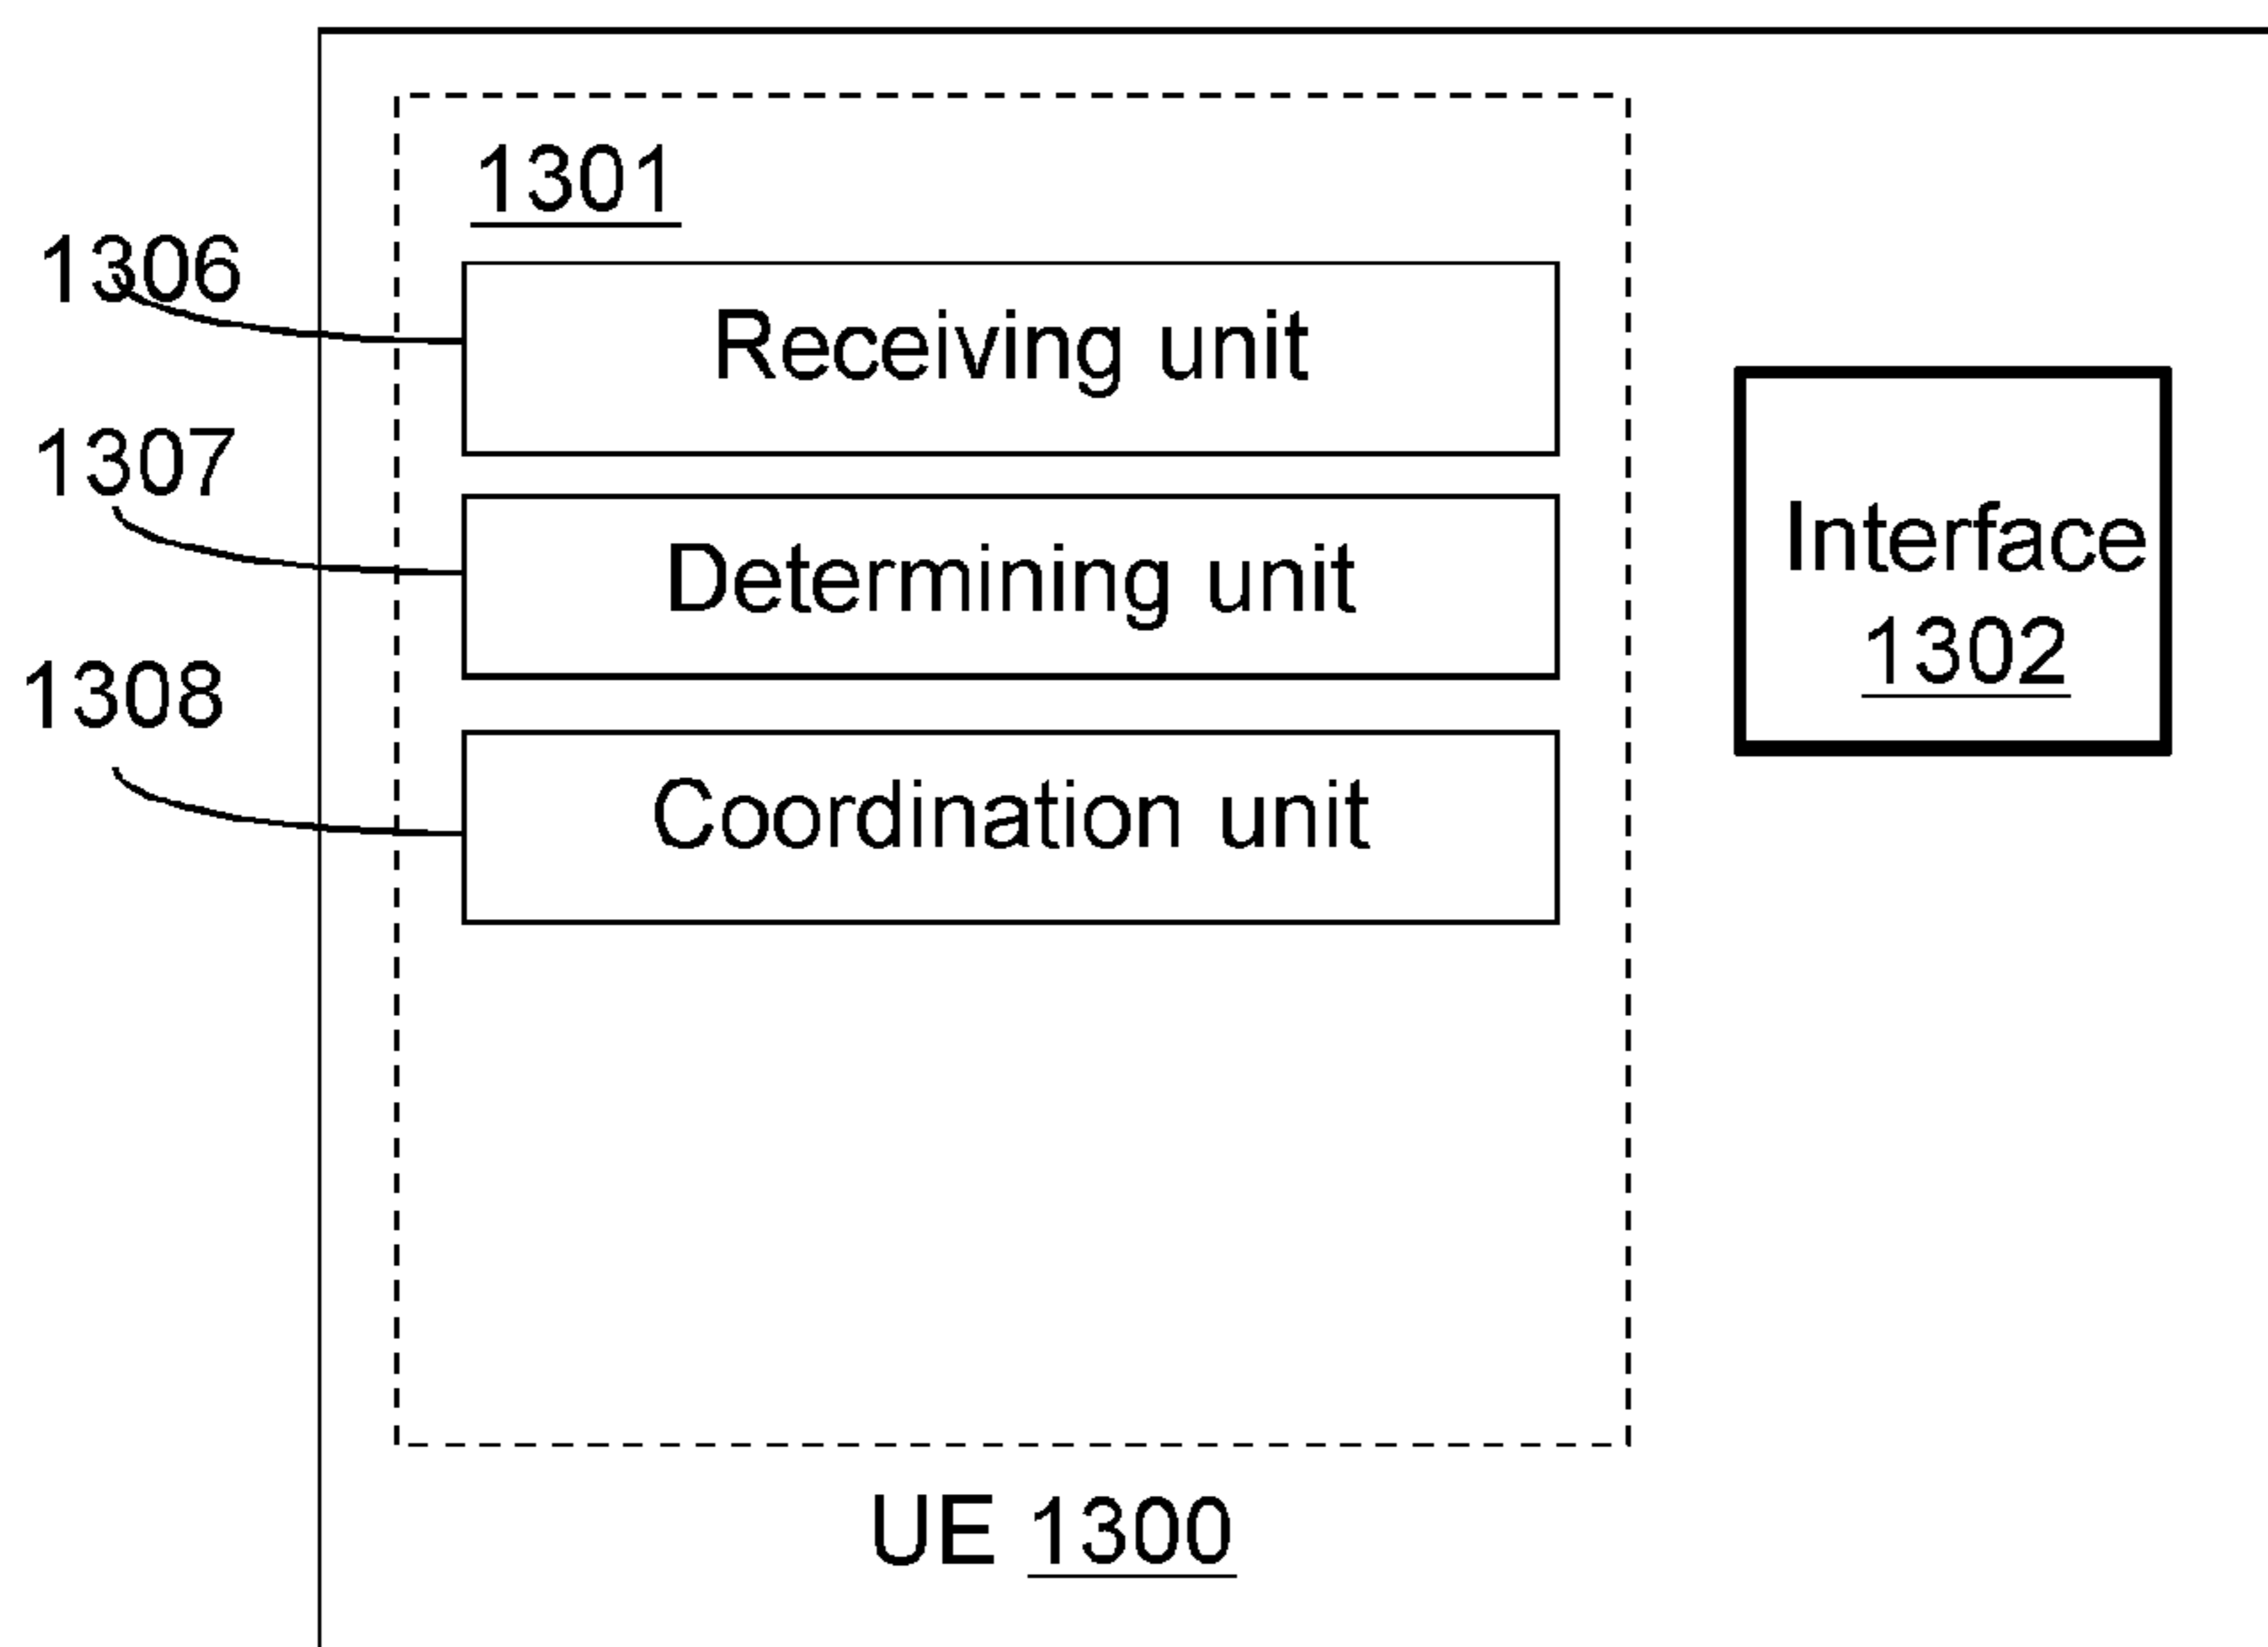 1301
1306
Receiving unit
1307
Determining unit
Interface
1302
1308
Coordination unit
UE 1300